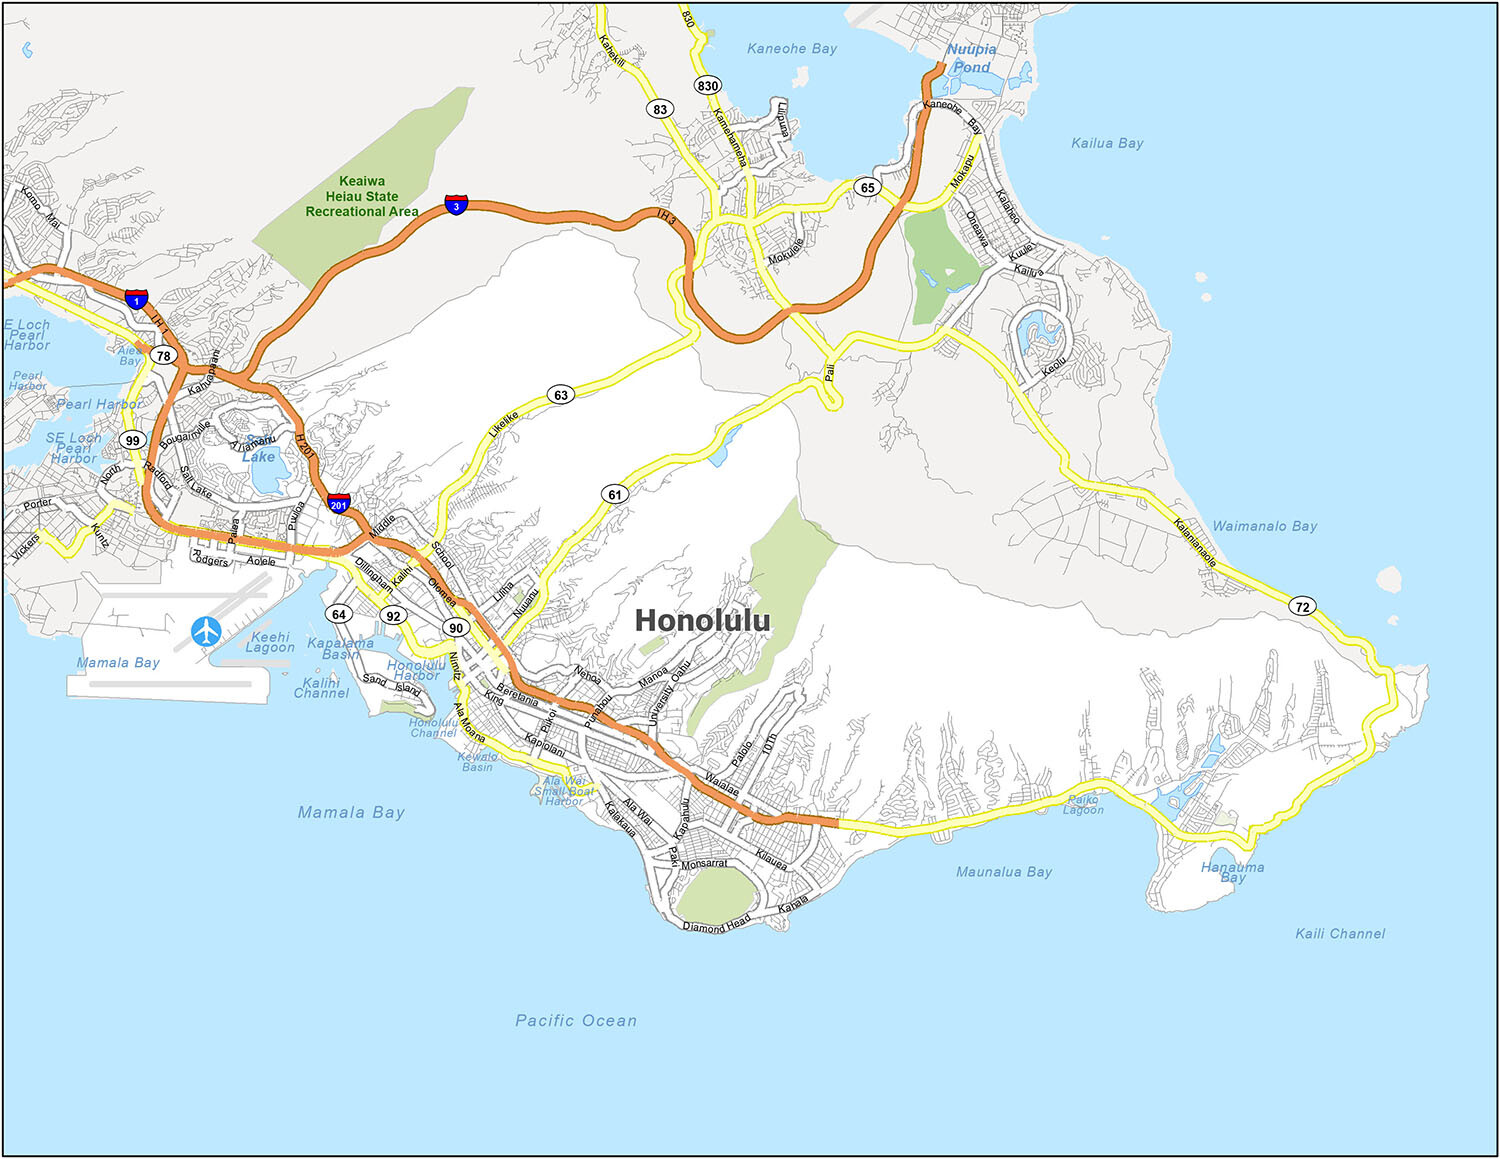 830
Kahekili
Kaneohe Bay
Nuupia
Pond
830
83
Lilipuna
Kaneohe
Bay
Kamehameha
Kailua Bay
Keaiwa
Heiau State
Recreational Area
65
Mokapu
Komo
Mai
3
IH 3
Kalaheo
Oneawa
Mokulele
Kuulei
Kailua
1
IH 1
E Loch
Pearl
Harbor
Aiea
Bay
78
Kahuapaani
Pali
Keolu
Pearl
Harbor
Pearl Harbor
63
Likelike
99
SE Loch
Pearl
Harbor
Bougainville
Aliamanu
Salt
Lake
H 201
North
Radford
Salt Lake
61
201
Porter
Puuloa
Palea
Middle
Waimanalo Bay
Kalanianaole
Vickers
Kuntz
Rodgers
Aolele
School
Dillingham
Kalihi
Olomea
Liliha
Nuuanu
72
64
92
90
Honolulu
Keehi
Lagoon
Kapalama
Basin
Mamala Bay
Honolulu
Harbor
Nimitz
Kalihi
Channel
Sand Island
Nehoa
Manoa
Oahu
University
Beretania
King
Punahou
Piikoi
Honolulu
Channel
Ala Moana
Kapiolani
Palolo
10Th
Kewalo
Basin
Ala Wai
Small Boat
Harbor
Waialae
Mamala Bay
Ala Wai
Kalakaua
Kapahulu
Paiko
Lagoon
Paki
Monsarrat
Kilauea
Maunalua Bay
Hanauma
Bay
Kahala
Diamond Head
Kaili Channel
Pacific Ocean